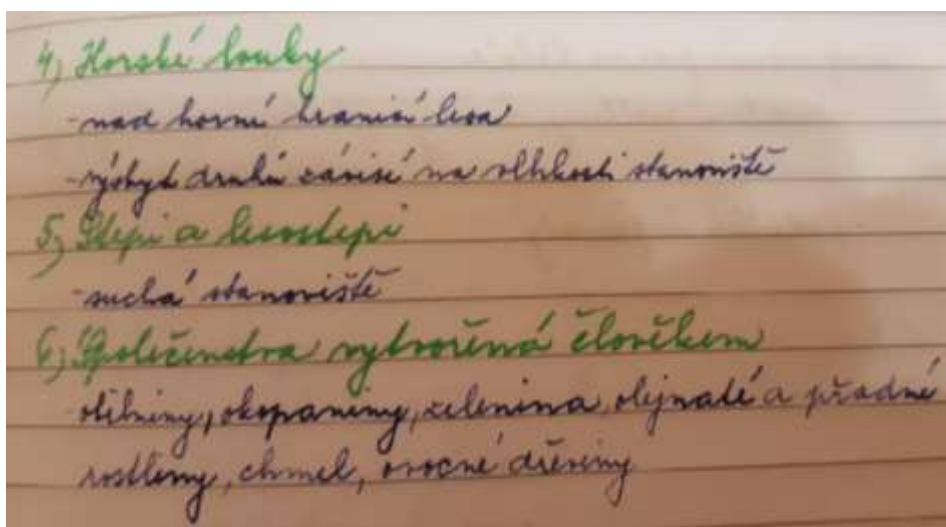 4, Horské louky
-nad horní hranicí lesa
-výskyt druhů závisí na vlhkosti stanoviště
5, Stepi a lesostepi
-suchá stanoviště
6, Společenstva vytvořená člověkem
-obilniny, okopaniny, zelenina, olejnaté a přadné
rostliny, chmel, ovocné dřeviny